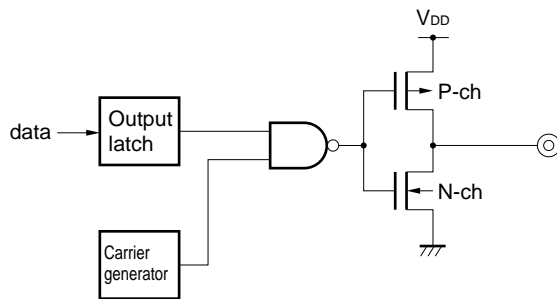 VDD
P-ch
data
Output
latch
N-ch
Carrier
generator